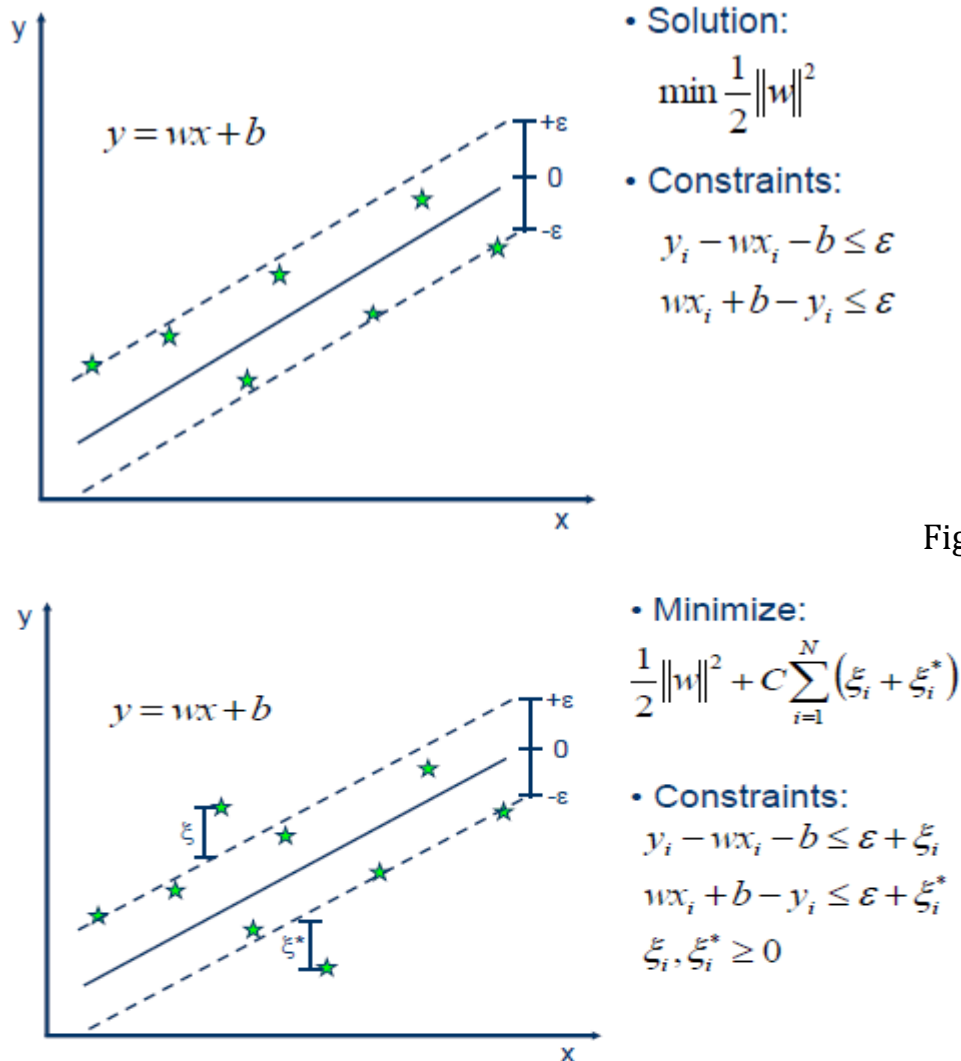 y
y = wx + b
+ε
0
-ε
x
• Solution:
min 1/2 ‖w‖²
• Constraints:
yᵢ − wxᵢ − b ≤ ε
wxᵢ + b − yᵢ ≤ ε
Fig
y
y = wx + b
+ε
0
-ε
ξ
ξ*
x
• Minimize:
1/2 ‖w‖² + C ∑ᵢ₌₁ᴺ (ξᵢ + ξᵢ*)
• Constraints:
yᵢ − wxᵢ − b ≤ ε + ξᵢ
wxᵢ + b − yᵢ ≤ ε + ξᵢ*
ξᵢ, ξᵢ* ≥ 0